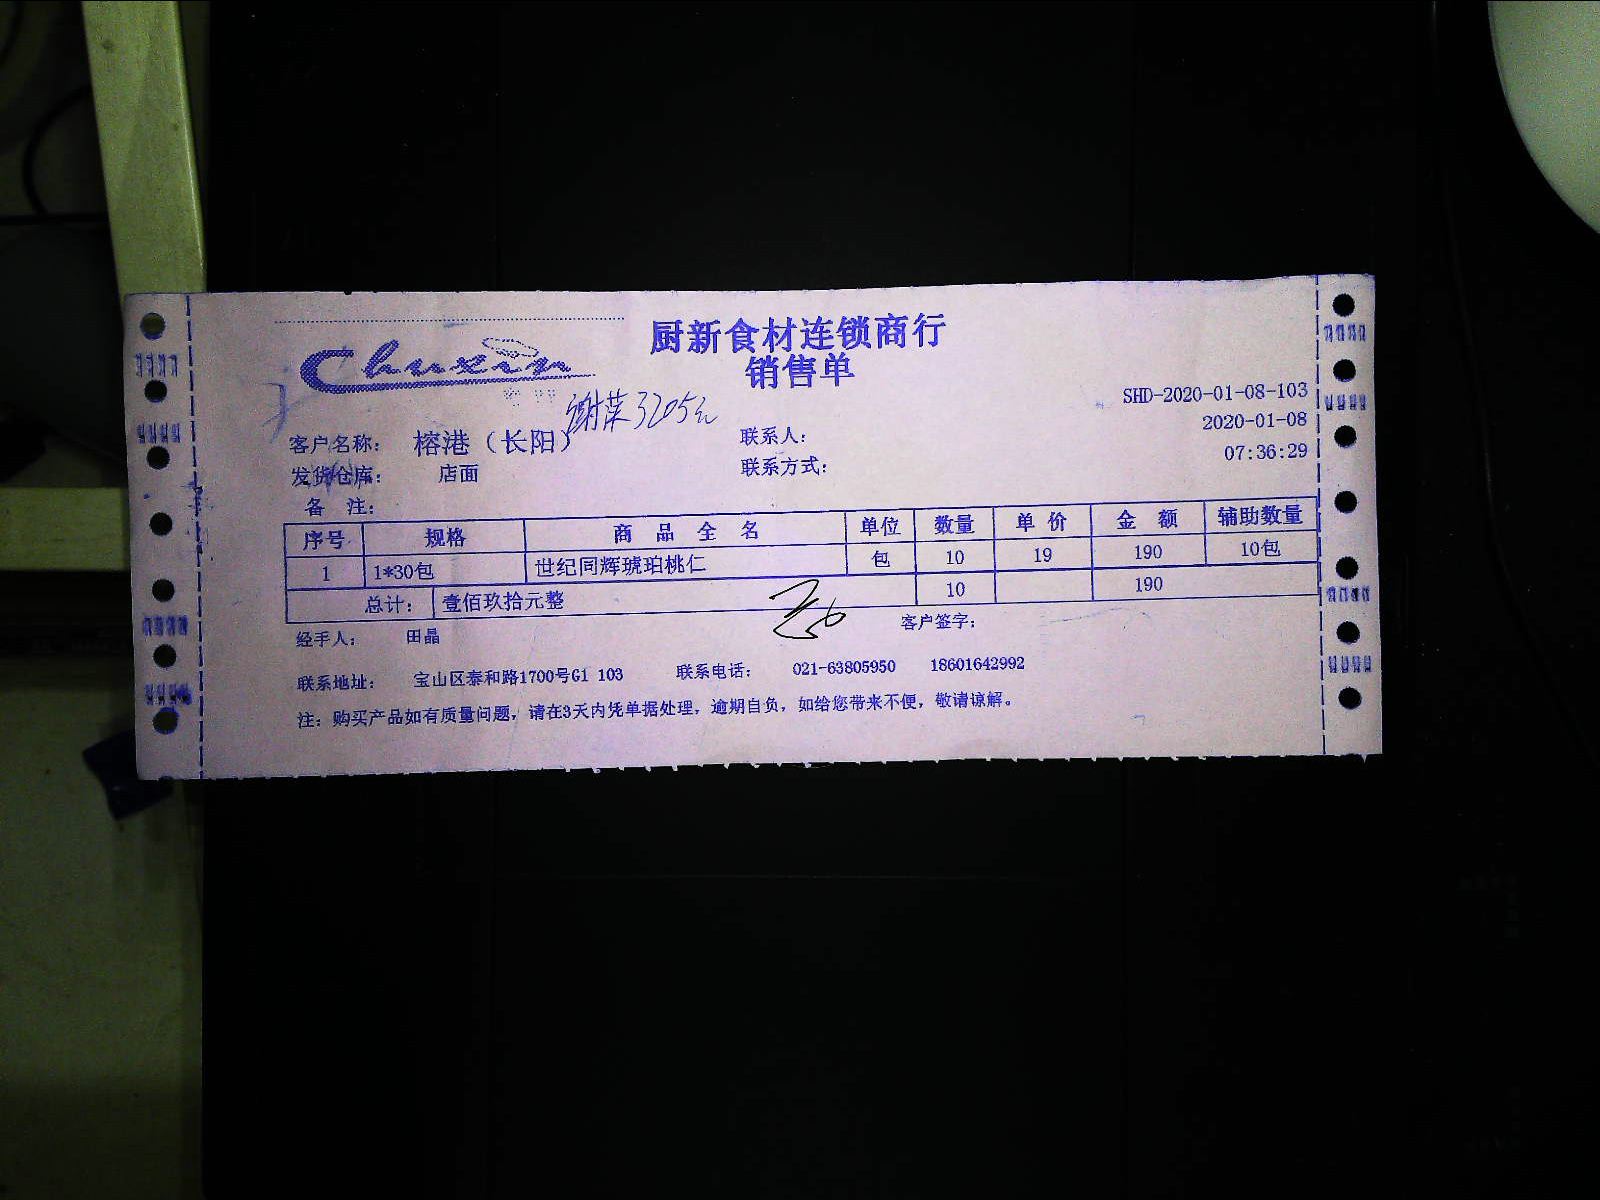 厨新食材连锁商行
Chuxin
销售单
SHD-2020-01-08-103
3205元
2020-01-08
客户名称： 榕港（长阳） 联系人：
07:36:29
发货仓库： 店面 联系方式：
备 注：
序号 规格 商 品 全 名 单位 数量 单 价 金 额 辅助数量
1 1*30包 世纪同辉琥珀桃仁 包 10 19 190 10包
总计： 壹佰玖拾元整 10 190
经手人： 田晶 客户签字：
联系地址： 宝山区泰和路1700号G1 103 联系电话： 021-63805950 18601642992
注：购买产品如有质量问题，请在3天内凭单据处理，逾期自负，如给您带来不便，敬请谅解。